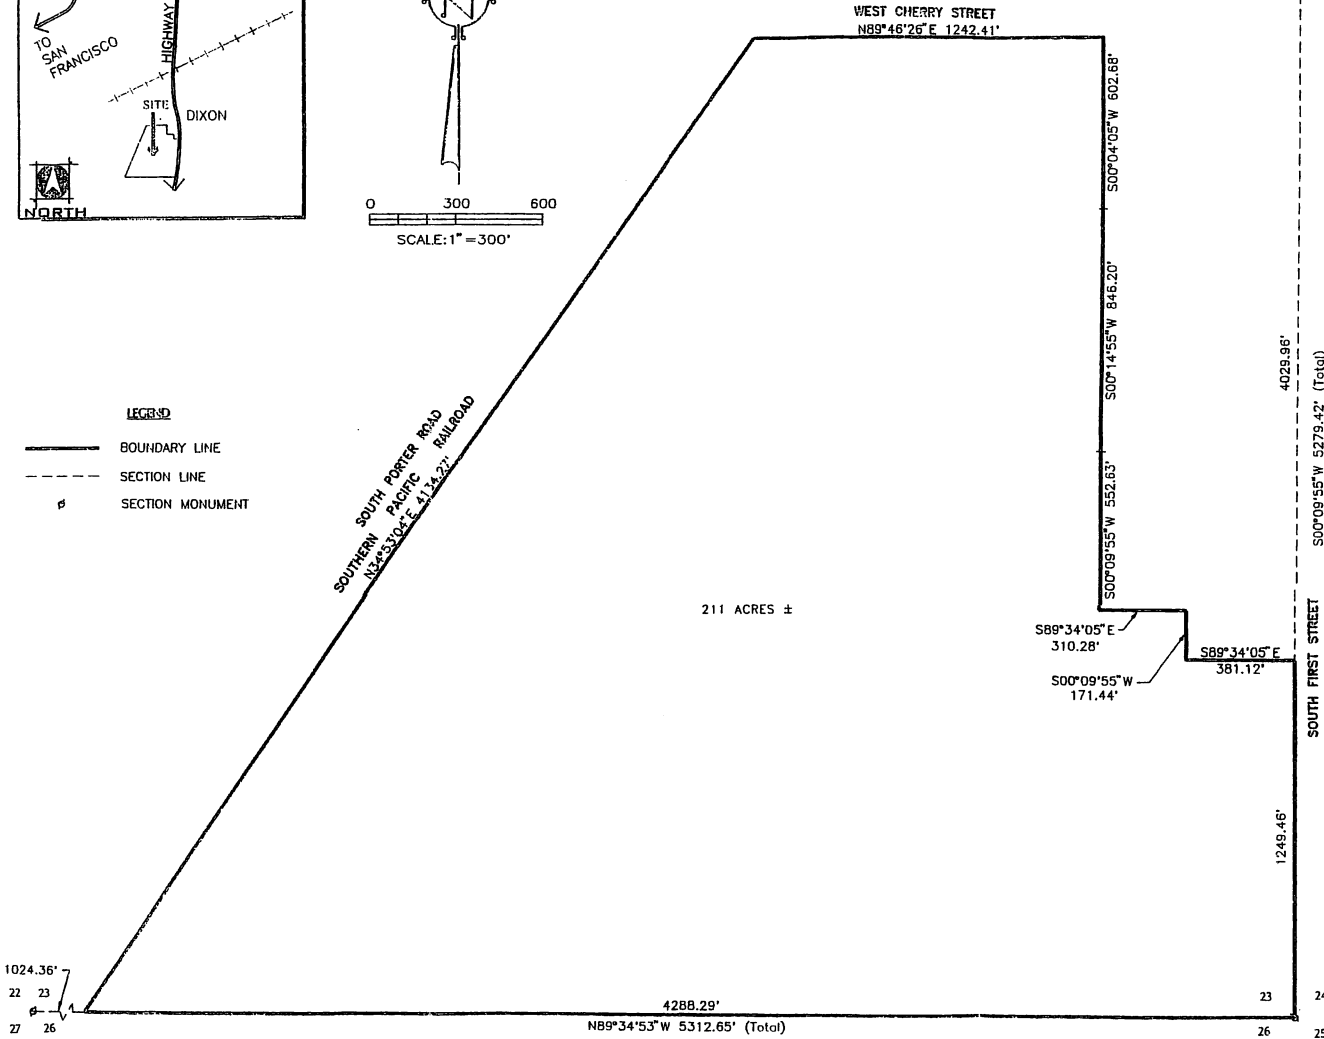 WEST CHERRY STREET
N89°46'26"E 1242.41'
TO
SAN
FRANCISCO
HIGHWAY
SITE
DIXON
NORTH
0 300 600
SCALE: 1"=300'
S00°04'05"W 602.68'
S00°14'55"W 846.20'
S00°09'55"W 552.63'
4029.96'
S00°09'55"W 5279.42' (Total)
LEGEND
BOUNDARY LINE
SECTION LINE
SECTION MONUMENT
SOUTH PORTER ROAD
SOUTHERN PACIFIC RAILROAD
N34°53'04"E 4134.27'
211 ACRES ±
S89°34'05"E
310.28'
S00°09'55"W
171.44'
S89°34'05"E
381.12'
SOUTH FIRST STREET
1249.46'
1024.36'
22 23
27 26
4288.29'
N89°34'53"W 5312.65' (Total)
23 24
26 25